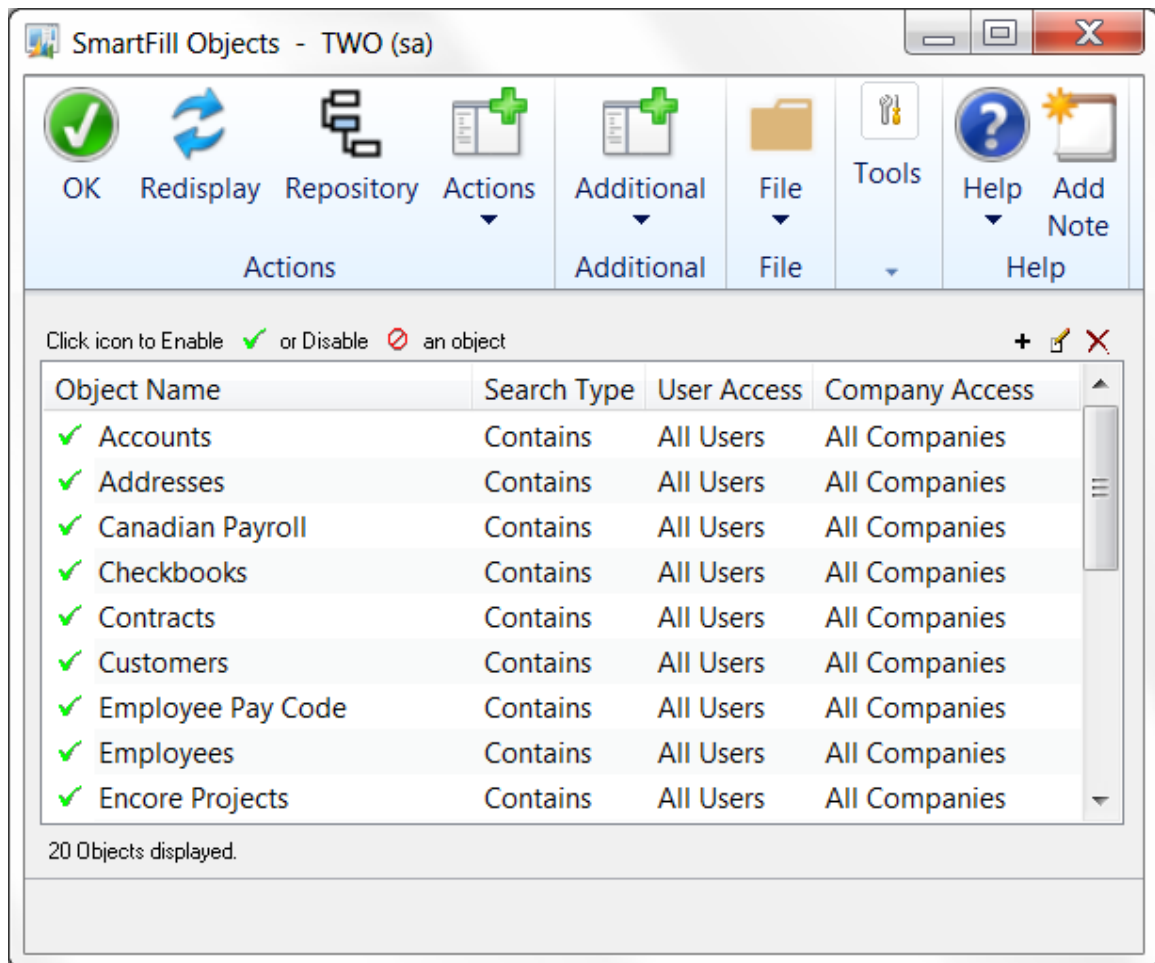 SmartFill Objects - TWO (sa)
OK Redisplay Repository Actions Additional File Tools Help Add Note
Actions Additional File Help
Click icon to Enable or Disable an object
Object Name Search Type User Access Company Access
Accounts Contains All Users All Companies
Addresses Contains All Users All Companies
Canadian Payroll Contains All Users All Companies
Checkbooks Contains All Users All Companies
Contracts Contains All Users All Companies
Customers Contains All Users All Companies
Employee Pay Code Contains All Users All Companies
Employees Contains All Users All Companies
Encore Projects Contains All Users All Companies
20 Objects displayed.